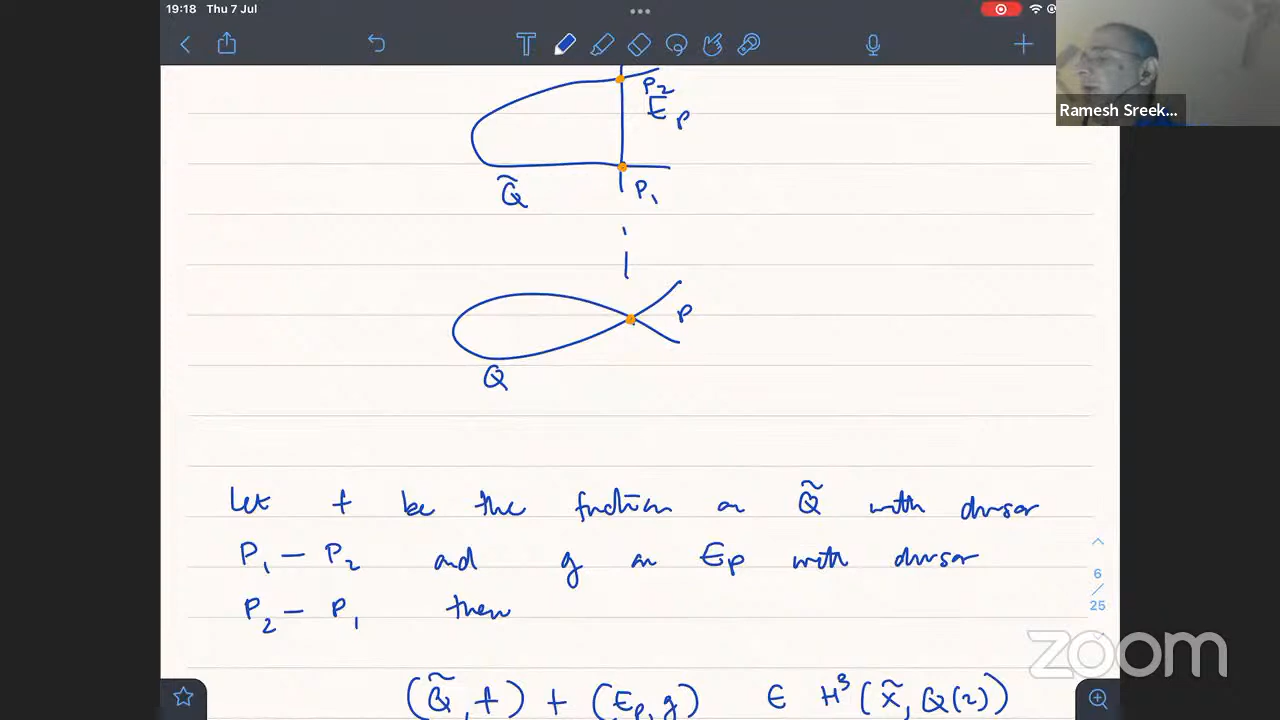 19:18 Thu 7 Jul
Ramesh Sreek...
P2
Ep
Q̃
P1
P
Q
Let f be the function on Q̃ with divisor
P1 — P2 and g on Ep with divisor
P2 — P1 then
6
/
25
zoom
(Q̃, f) + (Ep, g) ∈ H³(X̃, Q(2))